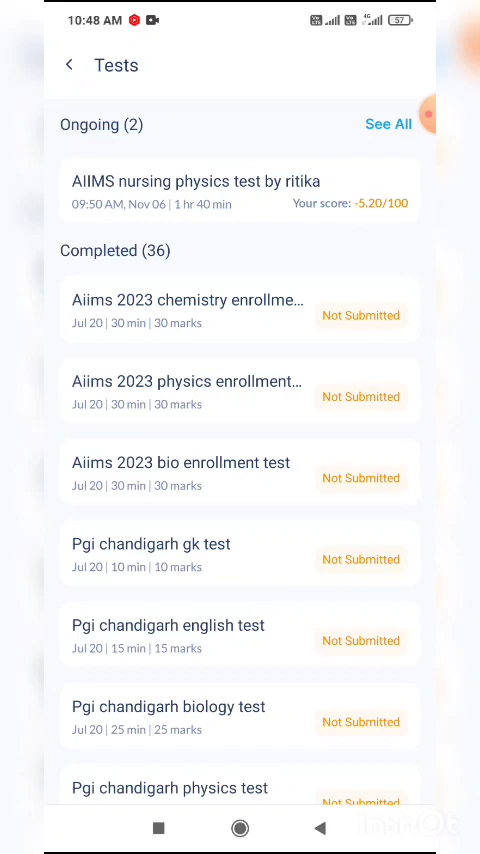 10:48 AM
4G
57
Tests
Ongoing (2)
See All
AIIMS nursing physics test by ritika
09:50 AM, Nov 06 | 1 hr 40 min
Your score: -5.20/100
Completed (36)
Aiims 2023 chemistry enrollme...
Jul 20 | 30 min | 30 marks
Not Submitted
Aiims 2023 physics enrollment...
Jul 20 | 30 min | 30 marks
Not Submitted
Aiims 2023 bio enrollment test
Jul 20 | 30 min | 30 marks
Not Submitted
Pgi chandigarh gk test
Jul 20 | 10 min | 10 marks
Not Submitted
Pgi chandigarh english test
Jul 20 | 15 min | 15 marks
Not Submitted
Pgi chandigarh biology test
Jul 20 | 25 min | 25 marks
Not Submitted
Pgi chandigarh physics test
Not Submitted
InShOt